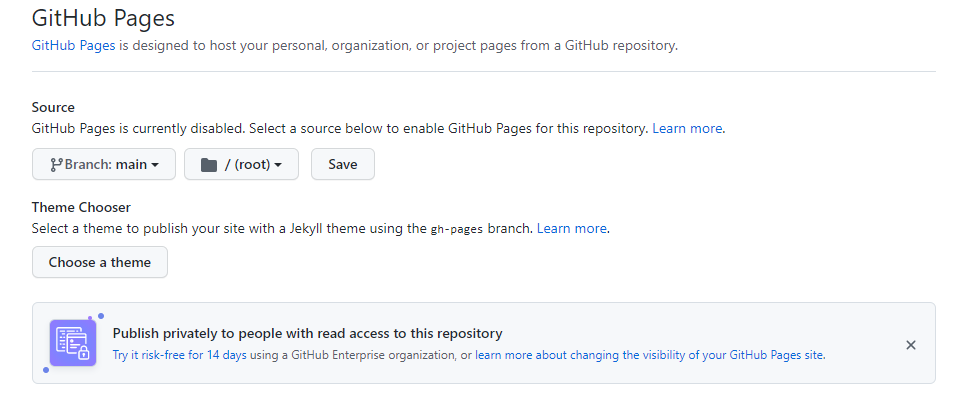 GitHub Pages
GitHub Pages is designed to host your personal, organization, or project pages from a GitHub repository.
Source
GitHub Pages is currently disabled. Select a source below to enable GitHub Pages for this repository. Learn more.
Branch: main
/ (root)
Save
Theme Chooser
Select a theme to publish your site with a Jekyll theme using the gh-pages branch. Learn more.
Choose a theme
Publish privately to people with read access to this repository
Try it risk-free for 14 days using a GitHub Enterprise organization, or learn more about changing the visibility of your GitHub Pages site.